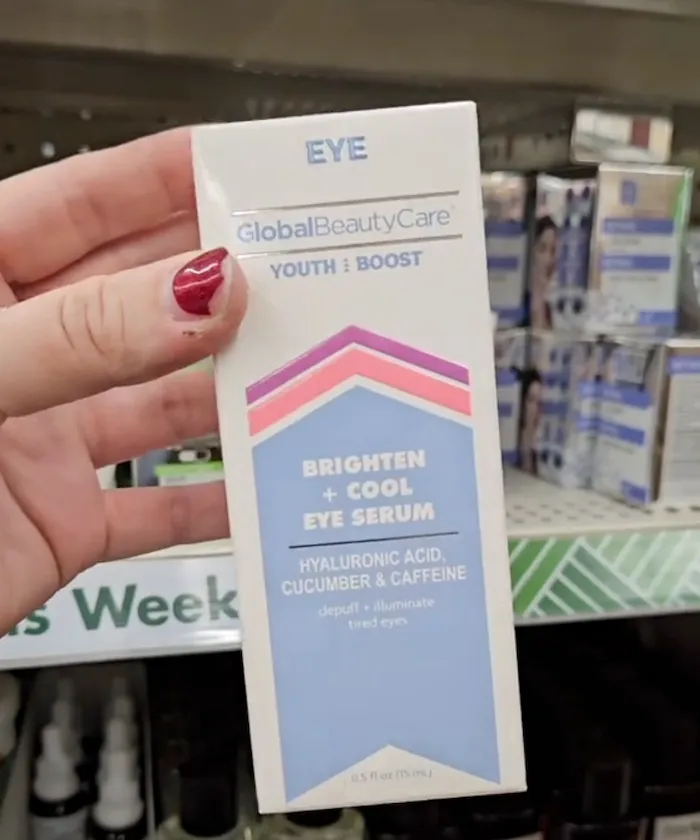 EYE
GlobalBeautyCare
YOUTH BOOST
BRIGHTEN
+ COOL
EYE SERUM
HYALURONIC ACID,
CUCUMBER & CAFFEINE
depuff + illuminate
tired eyes
0.5 fl oz (15 mL)
is Week